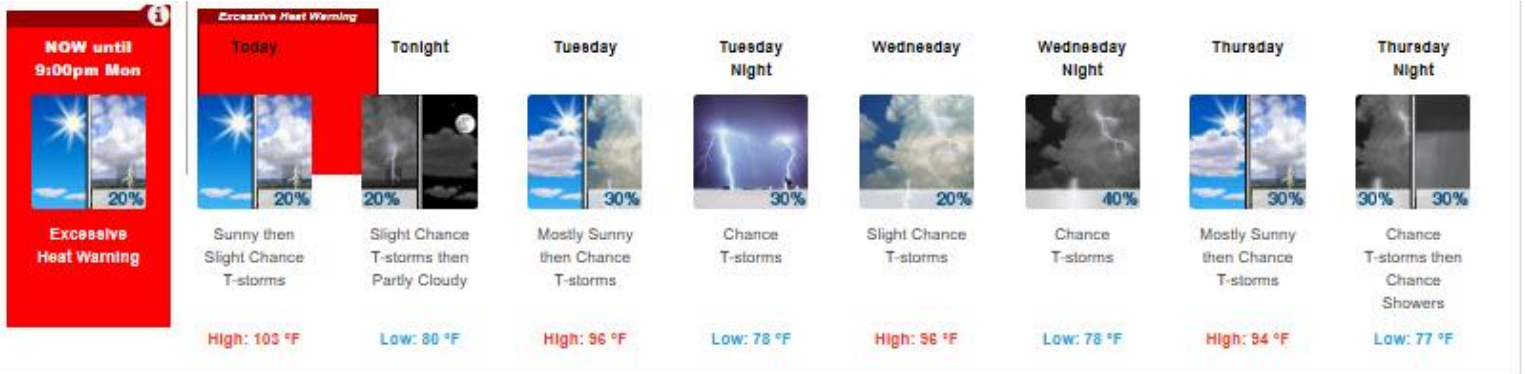 NOW until
9:00pm Mon
20%
Excessive
Heat Warning
Excessive Heat Warning
Today
20%
Sunny then
Slight Chance
T-storms
High: 103 °F
Tonight
20%
Slight Chance
T-storms then
Partly Cloudy
Low: 80 °F
Tuesday
30%
Mostly Sunny
then Chance
T-storms
High: 96 °F
Tuesday
Night
30%
Chance
T-storms
Low: 78 °F
Wednesday
20%
Slight Chance
T-storms
High: 96 °F
Wednesday
Night
40%
Chance
T-storms
Low: 78 °F
Thursday
30%
Mostly Sunny
then Chance
T-storms
High: 94 °F
Thursday
Night
30% 30%
Chance
T-storms then
Chance
Showers
Low: 77 °F